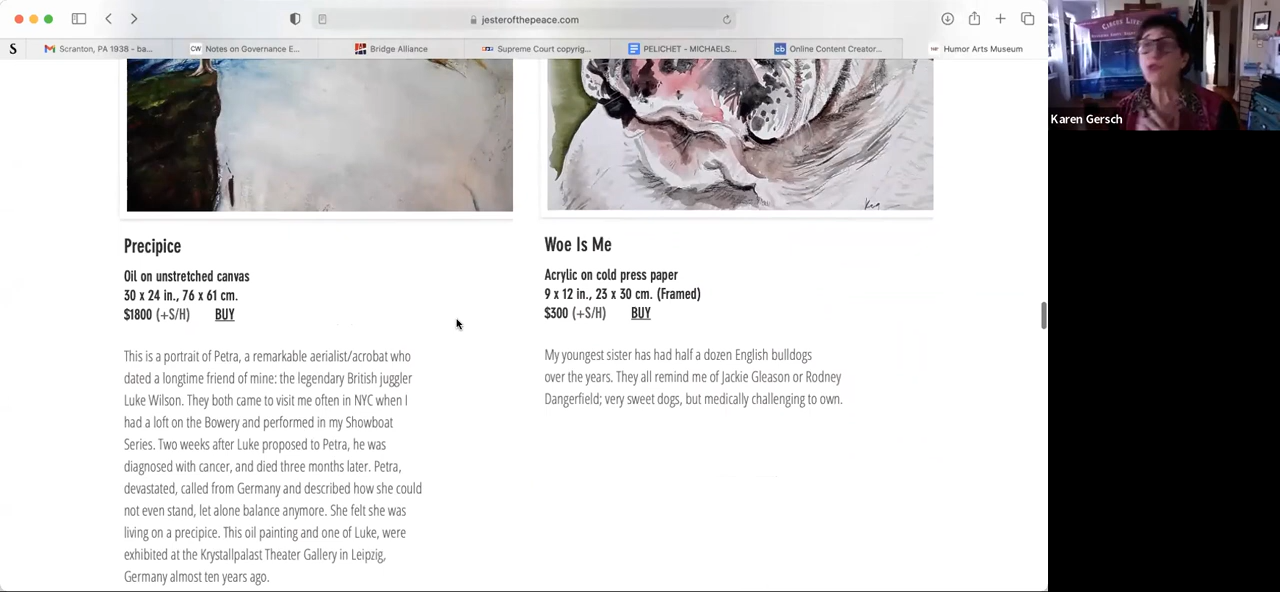 jesterofthepeace.com
S
Scranton, PA 1938 - ba...
CW Notes on Governance E...
Bridge Alliance
Supreme Court copyrig...
PELICHET - MICHAELS...
cb Online Content Creator...
Humor Arts Museum
CIRCUS
Karen Gersch
Precipice
Oil on unstretched canvas
30 x 24 in., 76 x 61 cm.
$1800 (+S/H) BUY
This is a portrait of Petra, a remarkable aerialist/acrobat who
dated a longtime friend of mine: the legendary British juggler
Luke Wilson. They both came to visit me often in NYC when I
had a loft on the Bowery and performed in my Showboat
Series. Two weeks after Luke proposed to Petra, he was
diagnosed with cancer, and died three months later. Petra,
devastated, called from Germany and described how she could
not even stand, let alone balance anymore. She felt she was
living on a precipice. This oil painting and one of Luke, were
exhibited at the Krystallpalast Theater Gallery in Leipzig,
Germany almost ten years ago.
Woe Is Me
Acrylic on cold press paper
9 x 12 in., 23 x 30 cm. (Framed)
$300 (+S/H) BUY
My youngest sister has had half a dozen English bulldogs
over the years. They all remind me of Jackie Gleason or Rodney
Dangerfield; very sweet dogs, but medically challenging to own.